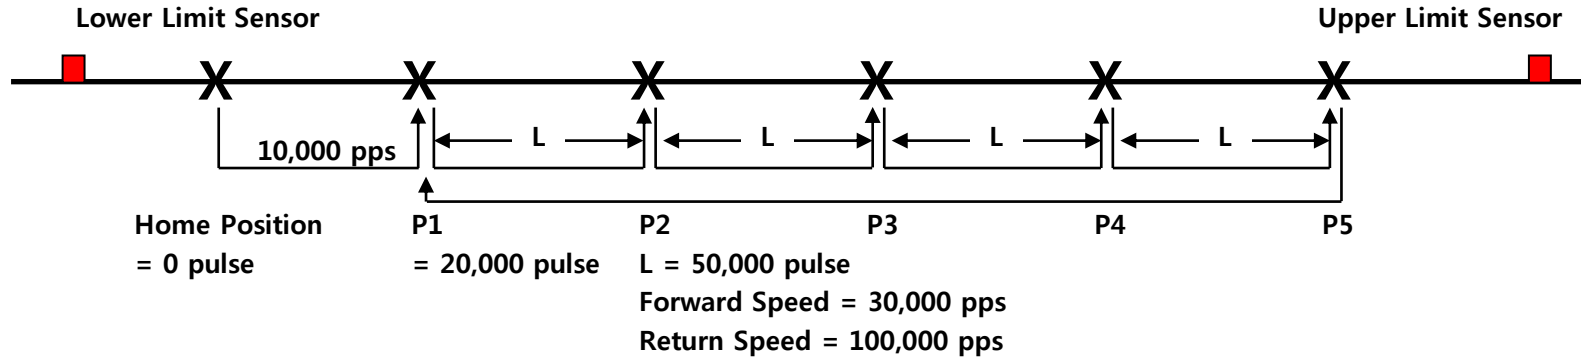 Lower Limit Sensor
Upper Limit Sensor
X X X X X X
10,000 pps
L L L L
Home Position
= 0 pulse
P1
= 20,000 pulse
P2
L = 50,000 pulse
Forward Speed = 30,000 pps
Return Speed = 100,000 pps
P3
P4
P5